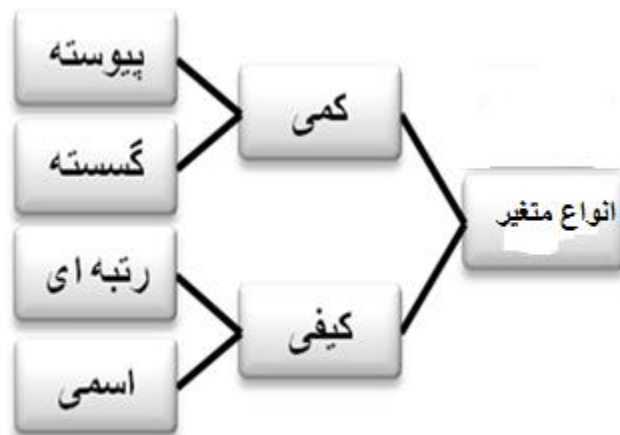 انواع متغیر
کمی
پیوسته
گسسته
کیفی
رتبه ای
اسمی